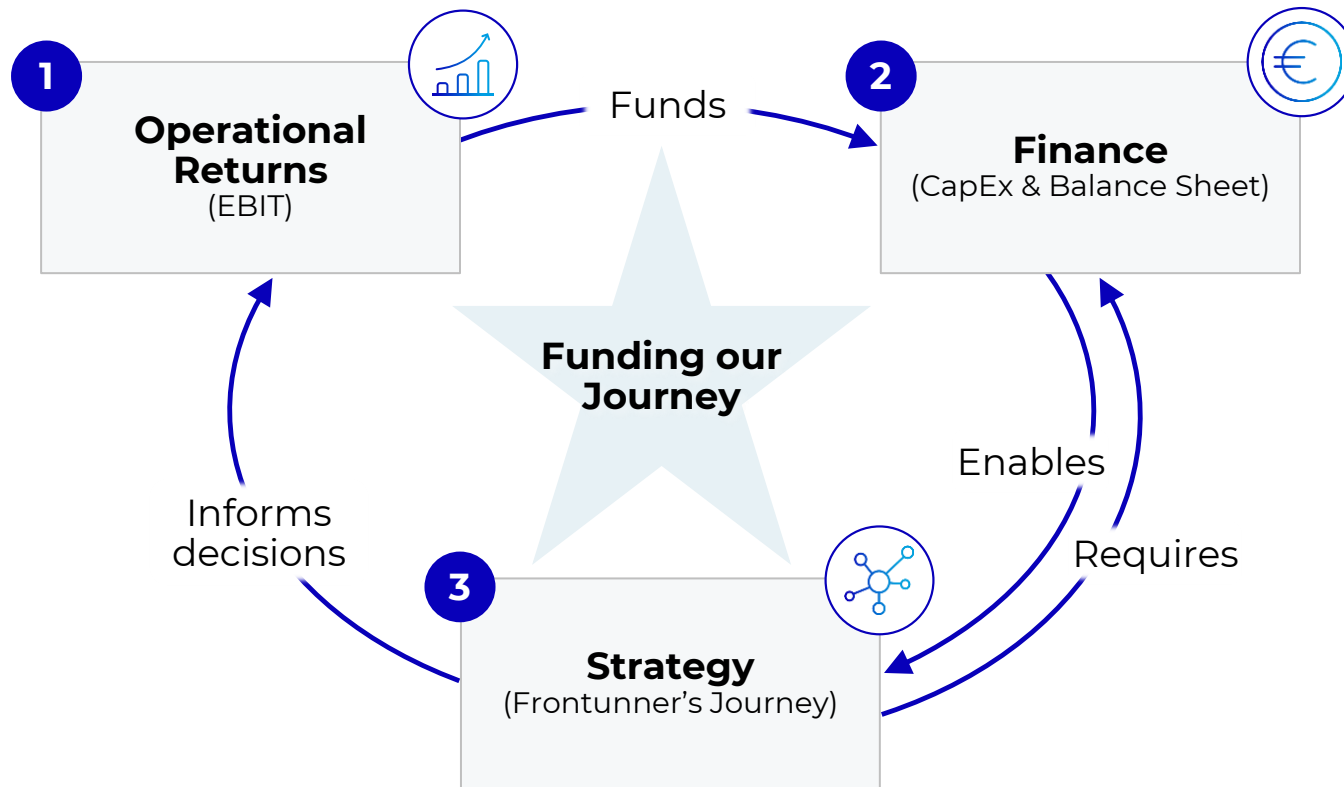 1
Operational
Returns
(EBIT)
Funds
2
Finance
(CapEx & Balance Sheet)
Funding our
Journey
Enables
Requires
Informs
decisions
3
Strategy
(Frontunner’s Journey)